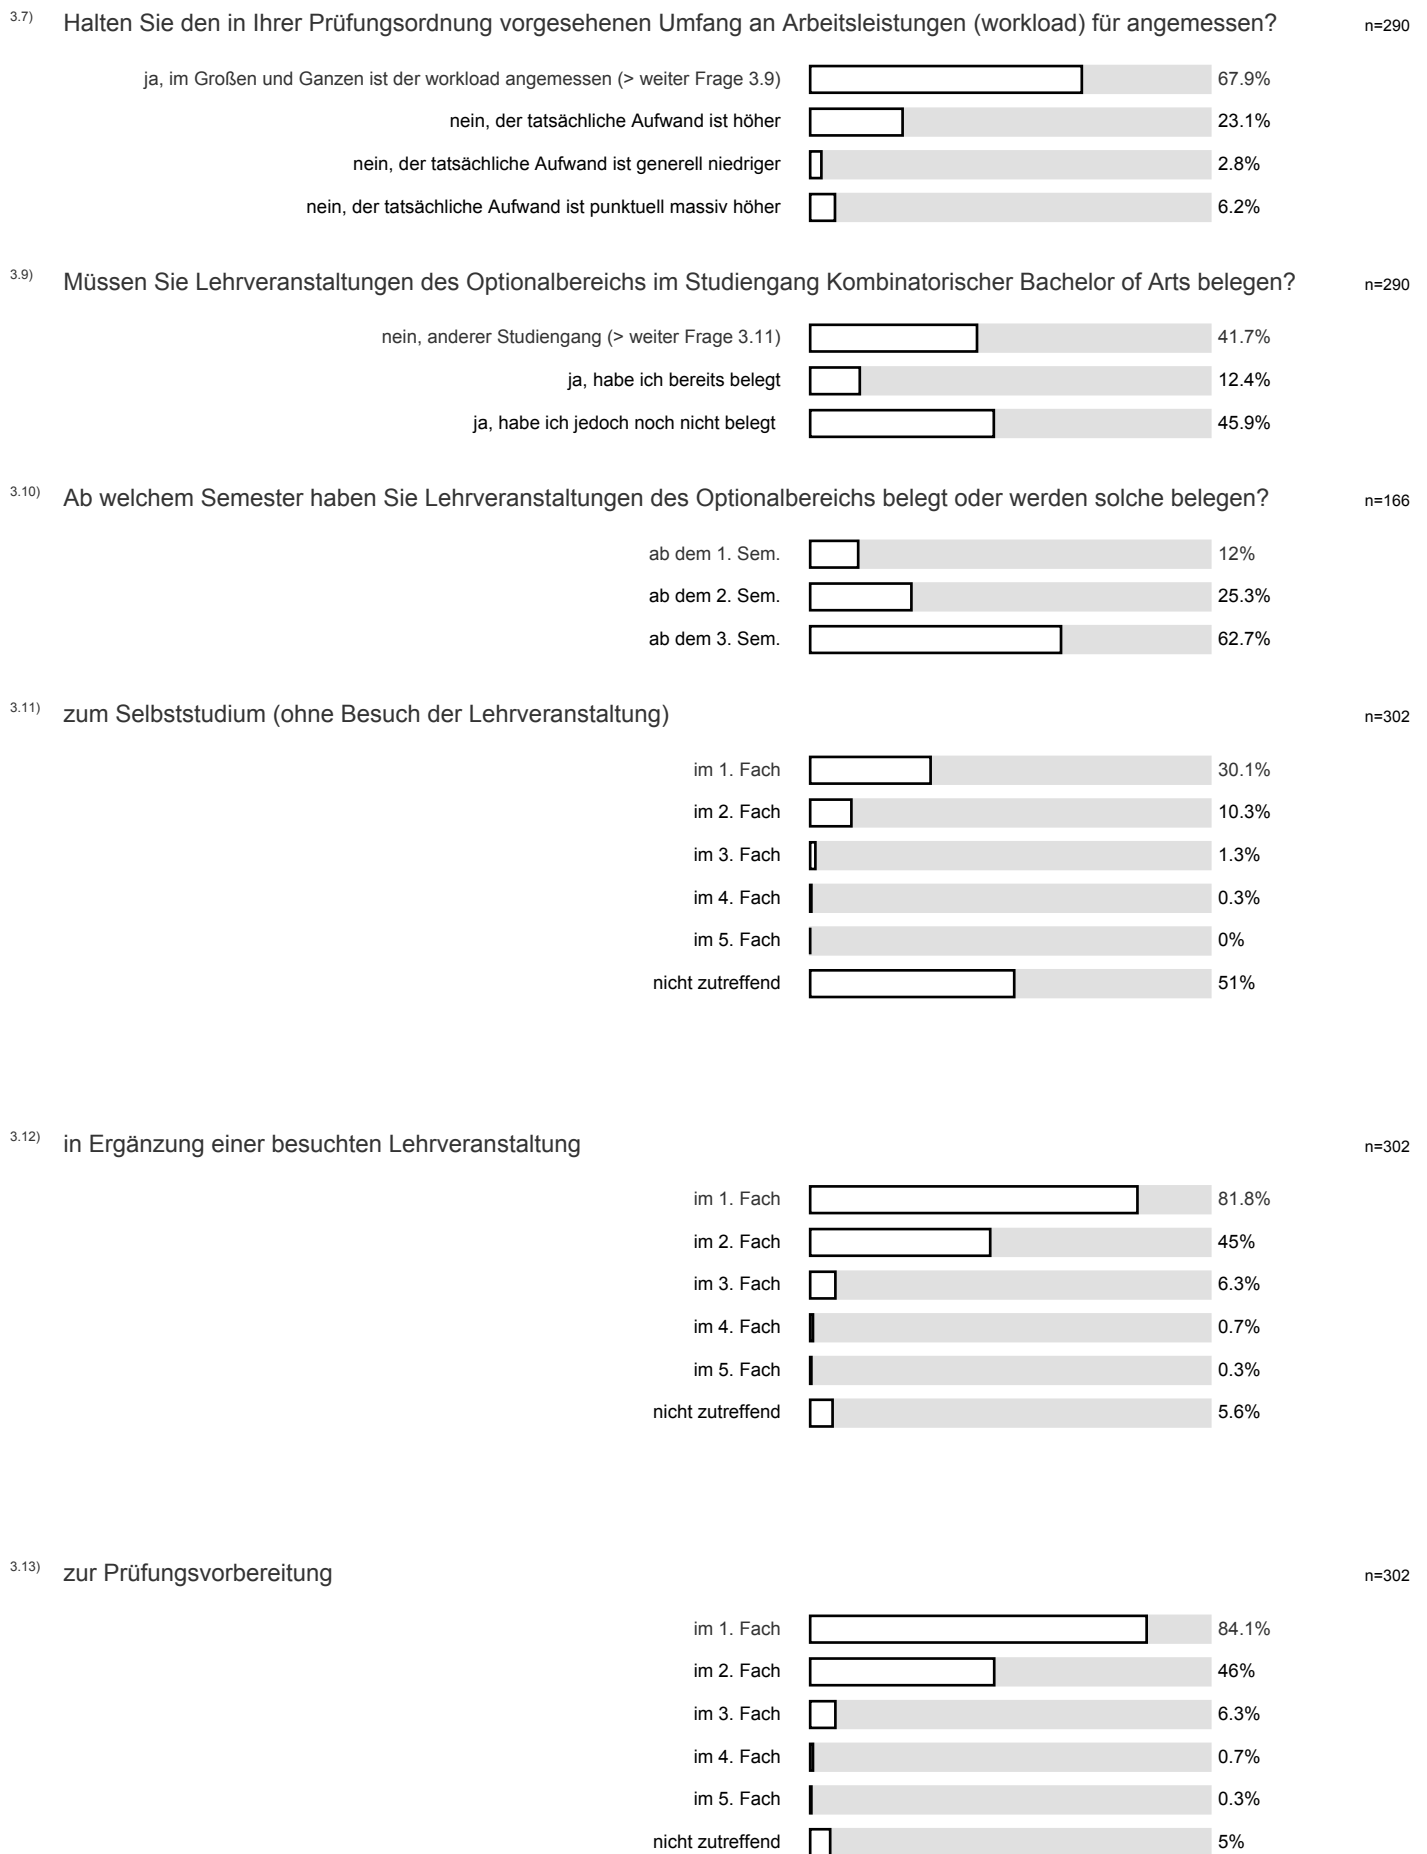 3.7) Halten Sie den in Ihrer Prüfungsordnung vorgesehenen Umfang an Arbeitsleistungen (workload) für angemessen? n=290
ja, im Großen und Ganzen ist der workload angemessen (> weiter Frage 3.9) 67.9%
nein, der tatsächliche Aufwand ist höher 23.1%
nein, der tatsächliche Aufwand ist generell niedriger 2.8%
nein, der tatsächliche Aufwand ist punktuell massiv höher 6.2%
3.9) Müssen Sie Lehrveranstaltungen des Optionalbereichs im Studiengang Kombinatorischer Bachelor of Arts belegen? n=290
nein, anderer Studiengang (> weiter Frage 3.11) 41.7%
ja, habe ich bereits belegt 12.4%
ja, habe ich jedoch noch nicht belegt 45.9%
3.10) Ab welchem Semester haben Sie Lehrveranstaltungen des Optionalbereichs belegt oder werden solche belegen? n=166
ab dem 1. Sem. 12%
ab dem 2. Sem. 25.3%
ab dem 3. Sem. 62.7%
3.11) zum Selbststudium (ohne Besuch der Lehrveranstaltung) n=302
im 1. Fach 30.1%
im 2. Fach 10.3%
im 3. Fach 1.3%
im 4. Fach 0.3%
im 5. Fach 0%
nicht zutreffend 51%
3.12) in Ergänzung einer besuchten Lehrveranstaltung n=302
im 1. Fach 81.8%
im 2. Fach 45%
im 3. Fach 6.3%
im 4. Fach 0.7%
im 5. Fach 0.3%
nicht zutreffend 5.6%
3.13) zur Prüfungsvorbereitung n=302
im 1. Fach 84.1%
im 2. Fach 46%
im 3. Fach 6.3%
im 4. Fach 0.7%
im 5. Fach 0.3%
nicht zutreffend 5%